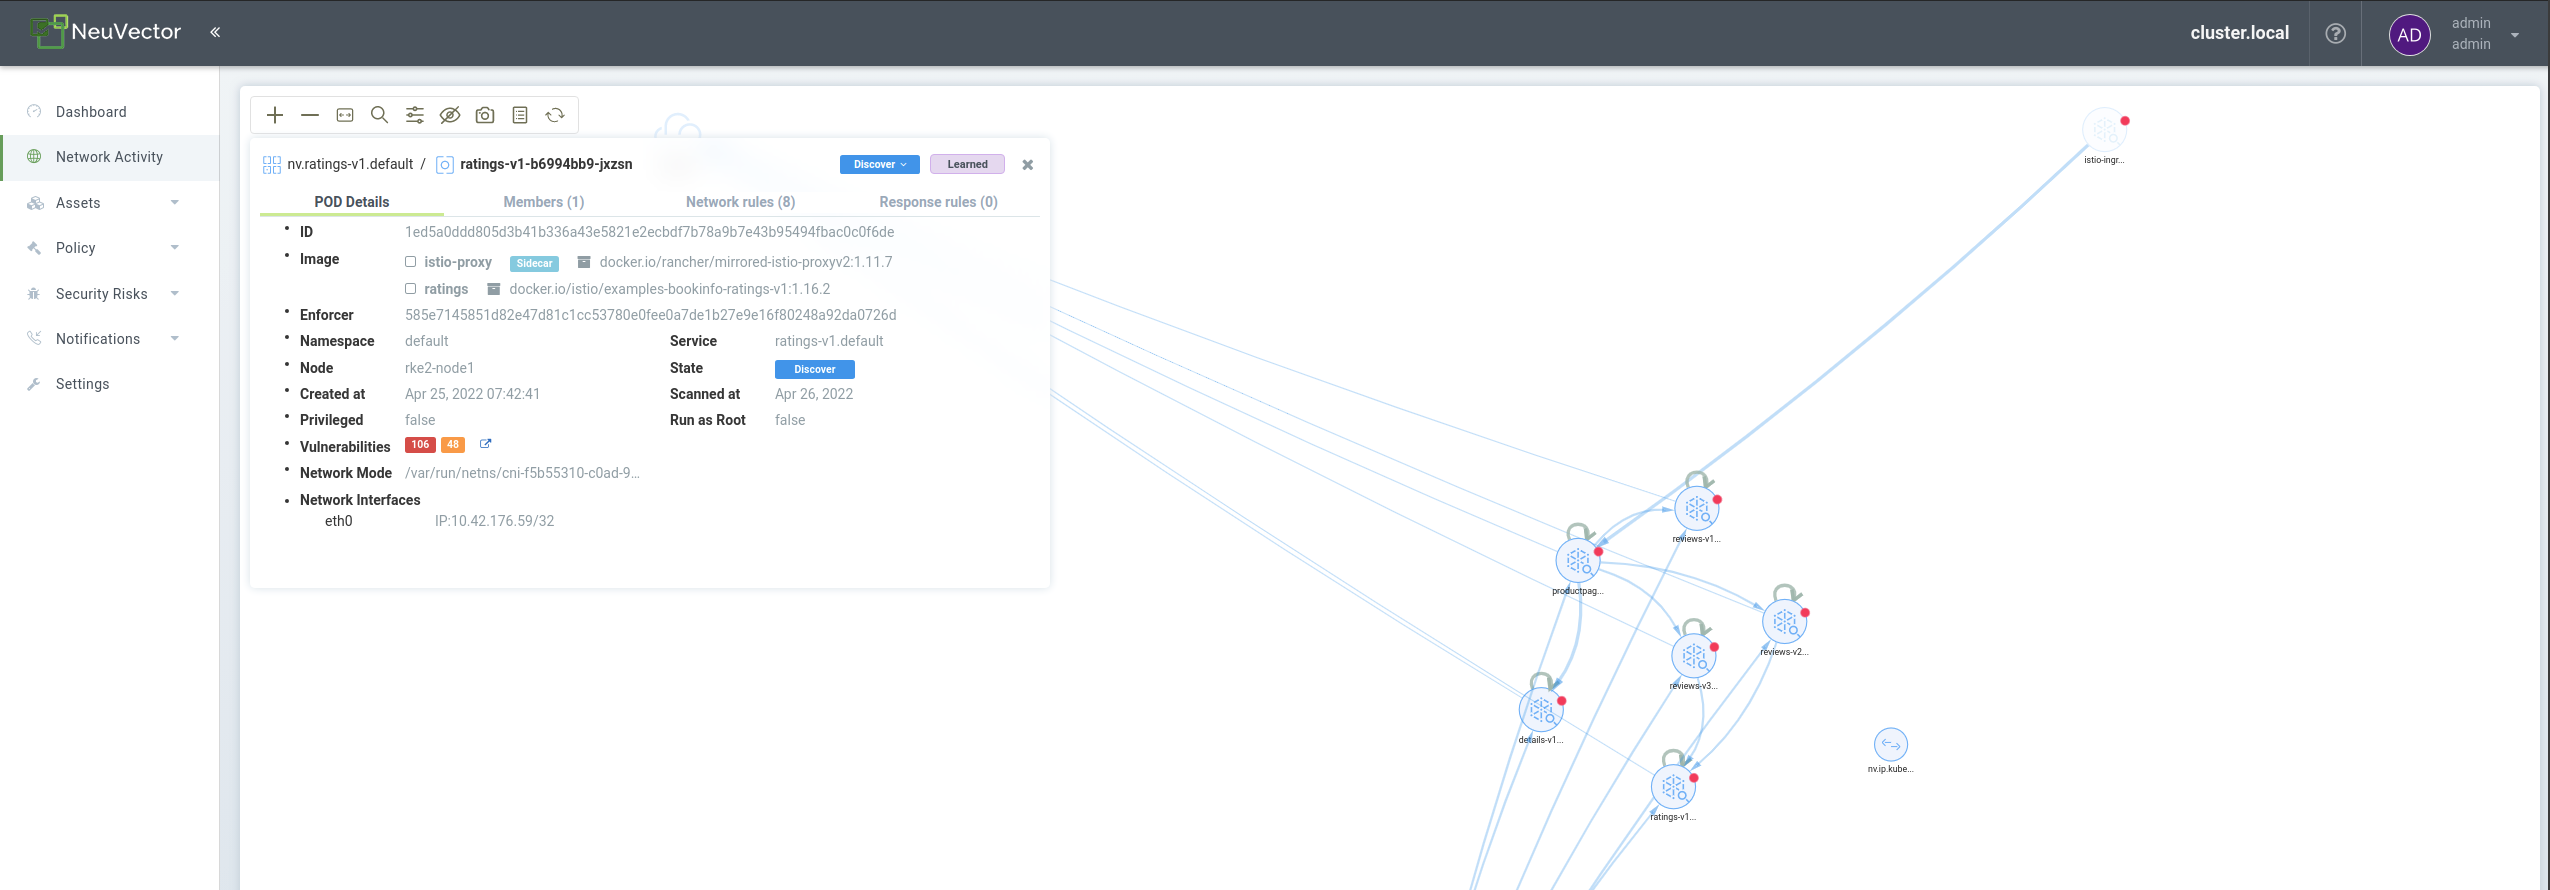 NeuVector «
cluster.local
?
AD
admin
admin
Dashboard
Network Activity
Assets
Policy
Security Risks
Notifications
Settings
nv.ratings-v1.default / ratings-v1-b6994bb9-jxzsn
Discover
Learned
POD Details
Members (1)
Network rules (8)
Response rules (0)
ID 1ed5a0ddd805d3b41b336a43e5821e2ecbdf7b78a9b7e43b95494fbac0c0f6de
Image istio-proxy Sidecar docker.io/rancher/mirrored-istio-proxyv2:1.11.7
ratings docker.io/istio/examples-bookinfo-ratings-v1:1.16.2
Enforcer 585e7145851d82e47d81c1cc53780e0fee0a7de1b27e9e16f80248a92da0726d
Namespace default Service ratings-v1.default
Node rke2-node1 State Discover
Created at Apr 25, 2022 07:42:41 Scanned at Apr 26, 2022
Privileged false Run as Root false
Vulnerabilities 106 48
Network Mode /var/run/netns/cni-f5b55310-c0ad-9...
Network Interfaces
eth0 IP:10.42.176.59/32
istio-ingr...
reviews-v1...
productpag...
reviews-v2...
reviews-v3...
details-v1...
nv.ip.kube...
ratings-v1...